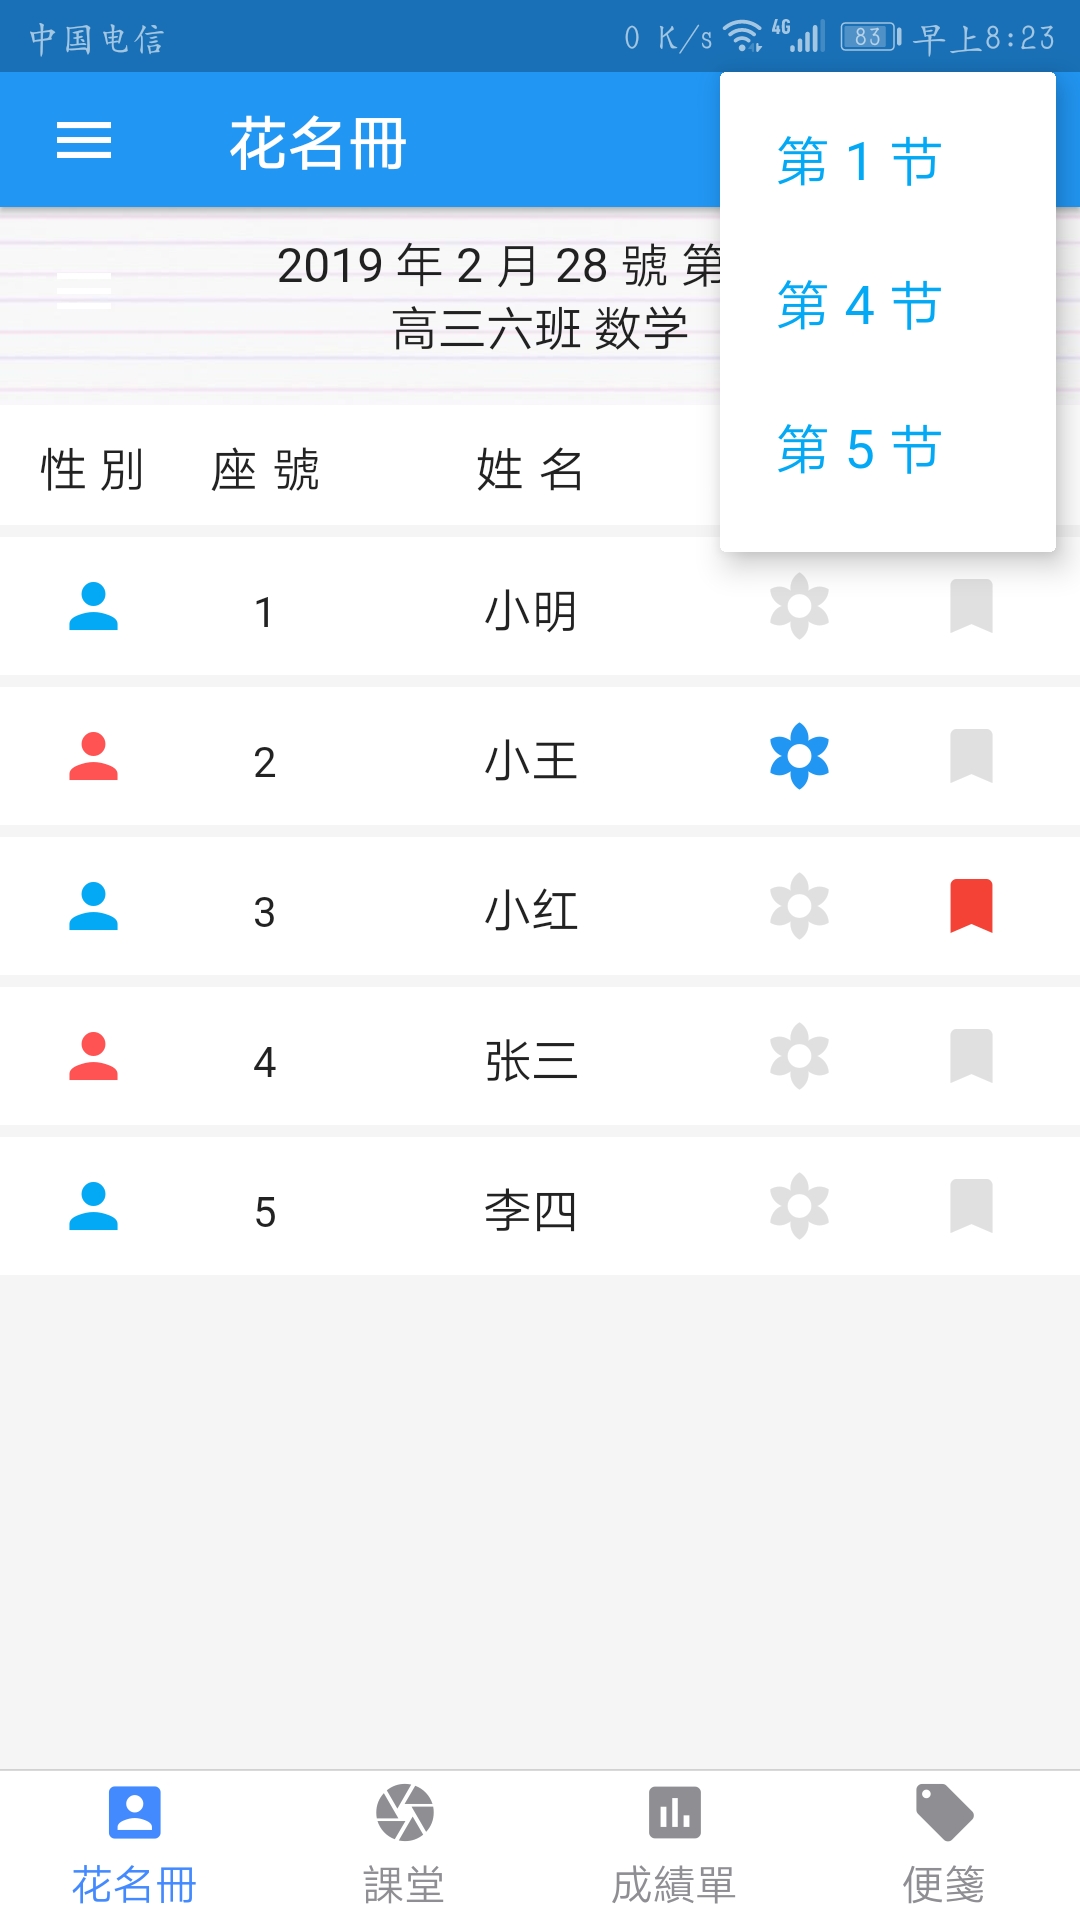 中国电信 0 K/s 4G 83 早上8:23
花名冊
第 1 节
第 4 节
第 5 节
2019 年 2 月 28 號 第
高三六班 数学
性 別 座 號 姓 名
1 小明
2 小王
3 小红
4 张三
5 李四
花名冊 課堂 成績單 便箋